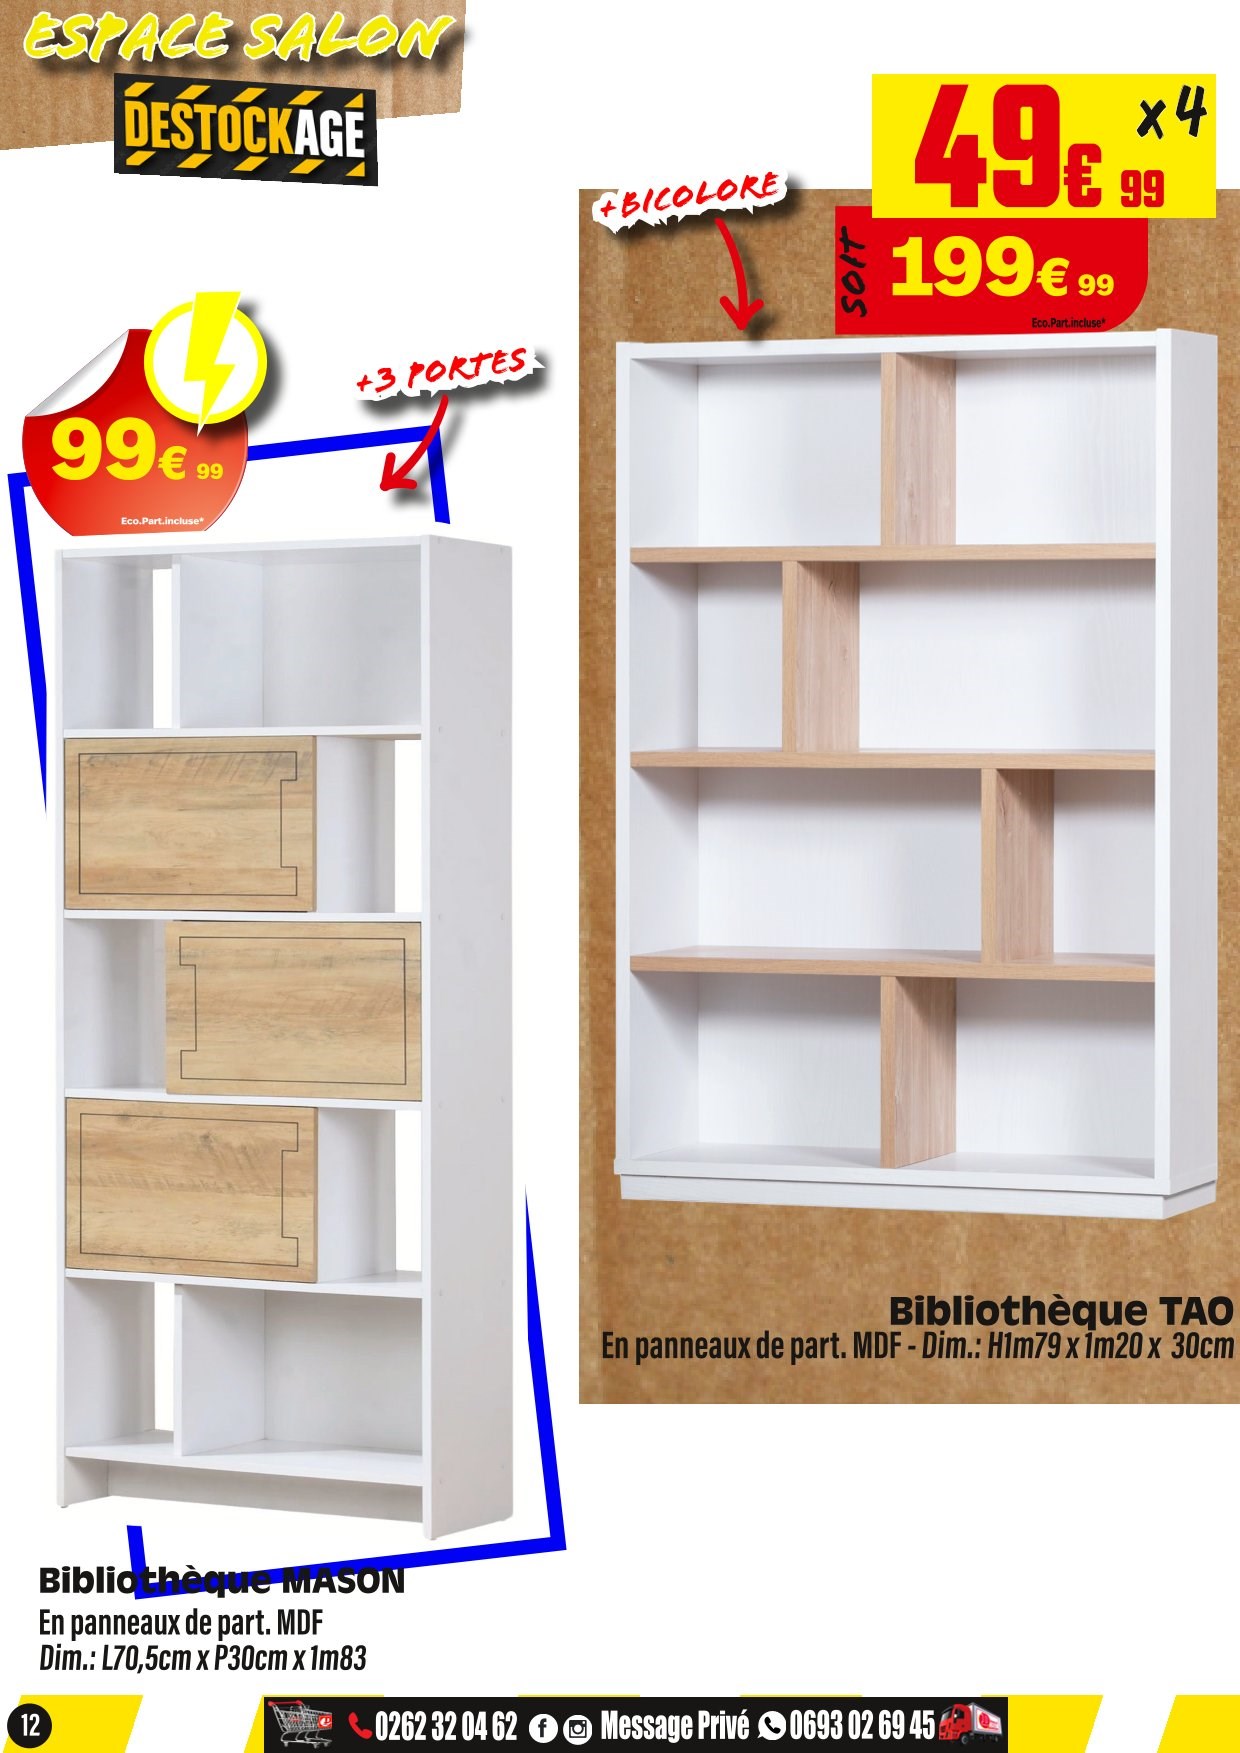 ESPACE SALON
DESTOCKAGE
49€99 x4
+BICOLORE
SOIT 199€99
Eco.Part.incluse*
+3 PORTES
99€99
Eco.Part.incluse*
Bibliothèque TAO
En panneaux de part. MDF - Dim.: H1m79 x 1m20 x 30cm
Bibliothèque MASON
En panneaux de part. MDF
Dim.: L70,5cm x P30cm x 1m83
12
0262 32 04 62 Message Privé 0693 02 69 45